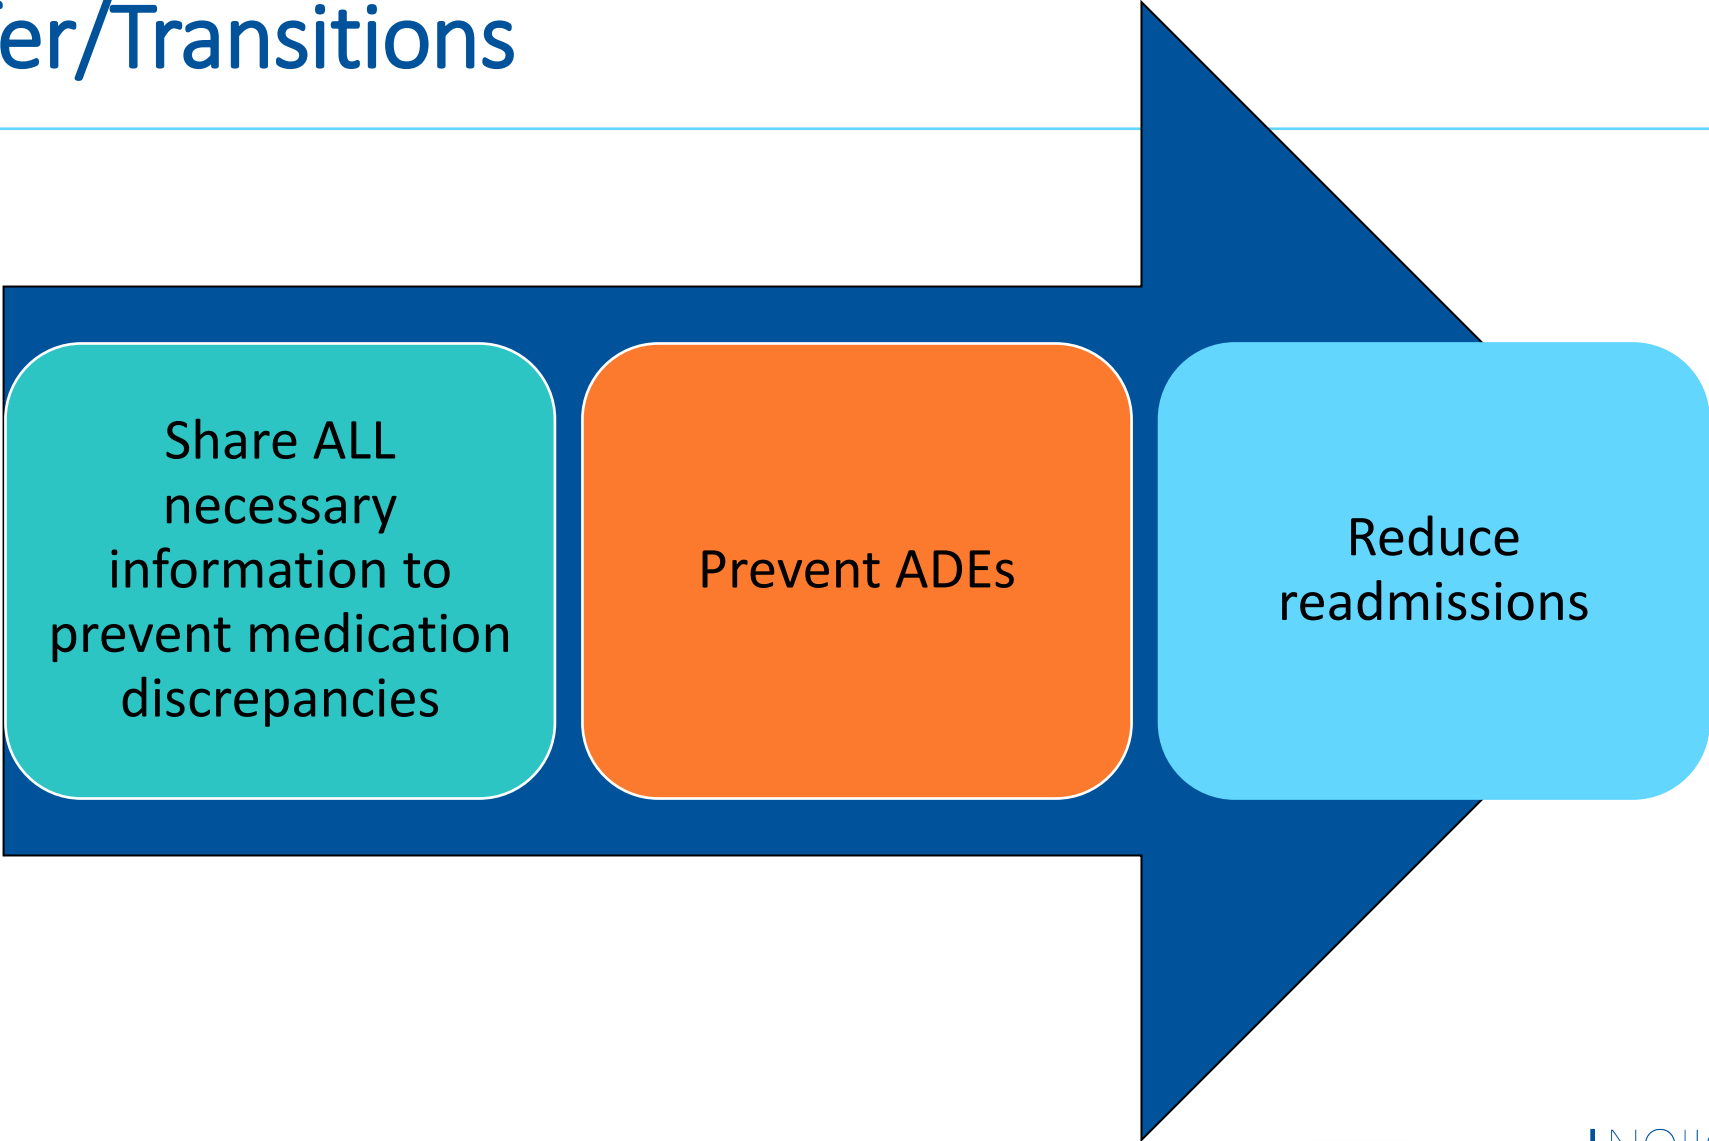 er/Transitions
Share ALL
necessary
information to
prevent medication
discrepancies
Prevent ADEs
Reduce
readmissions